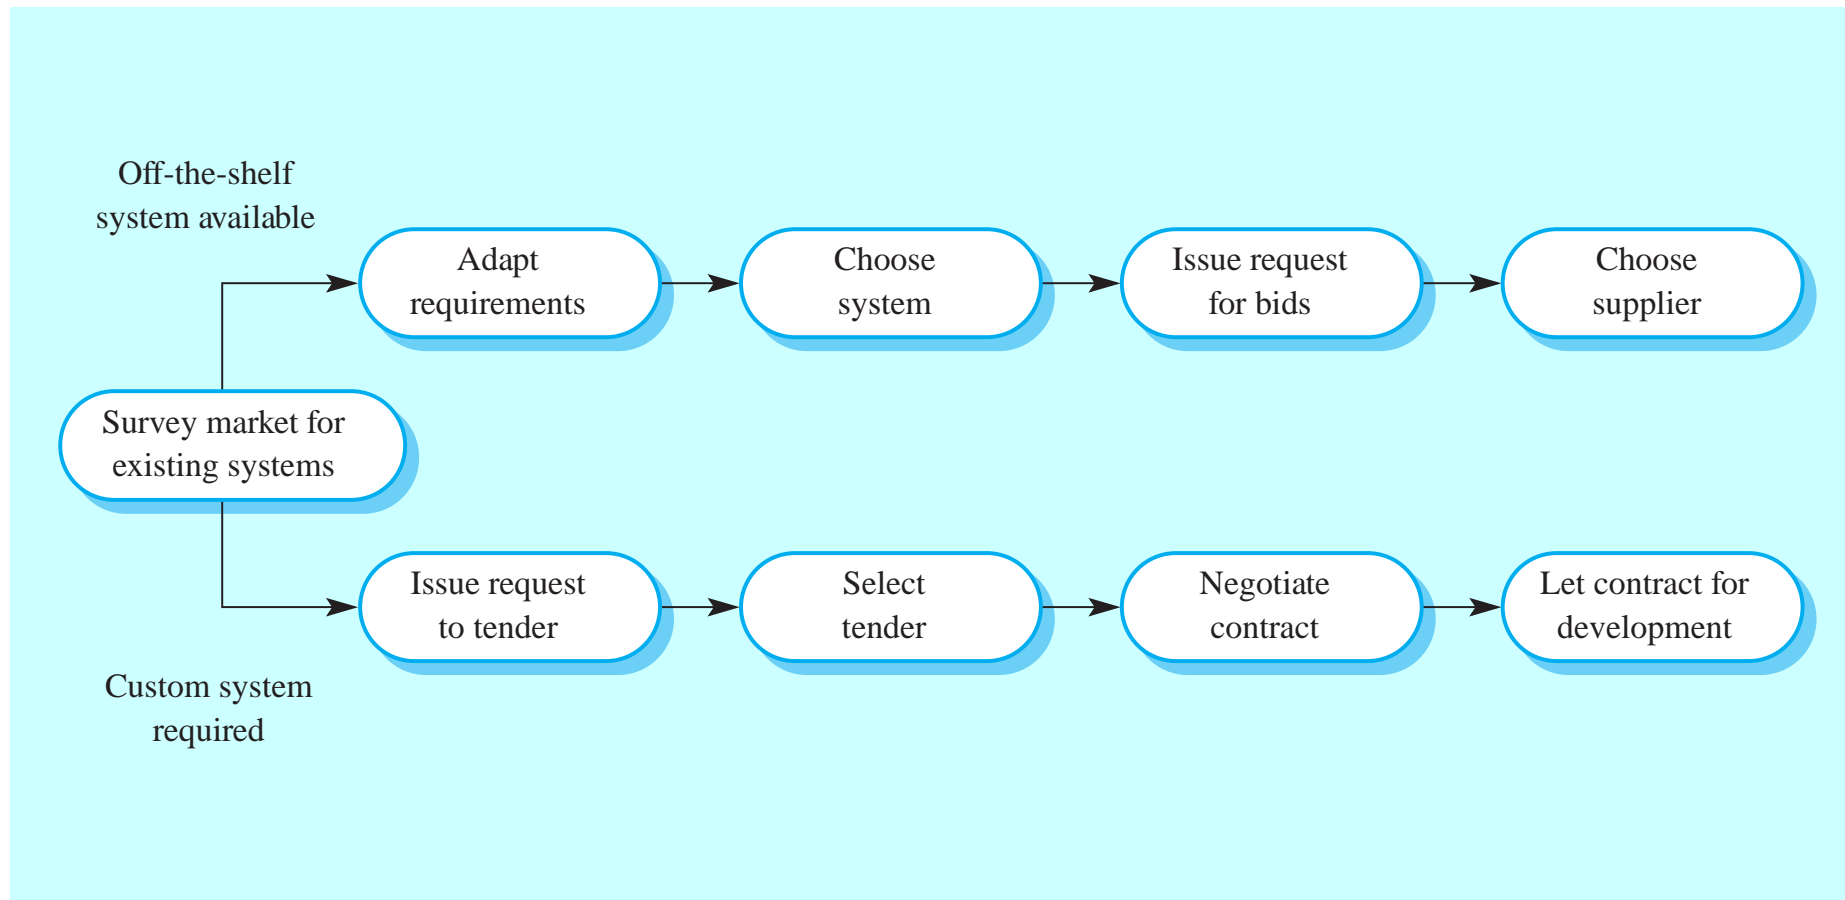 Off-the-shelf
system available
Adapt
requirements
Choose
system
Issue request
for bids
Choose
supplier
Survey market for
existing systems
Issue request
to tender
Select
tender
Negotiate
contract
Let contract for
development
Custom system
required